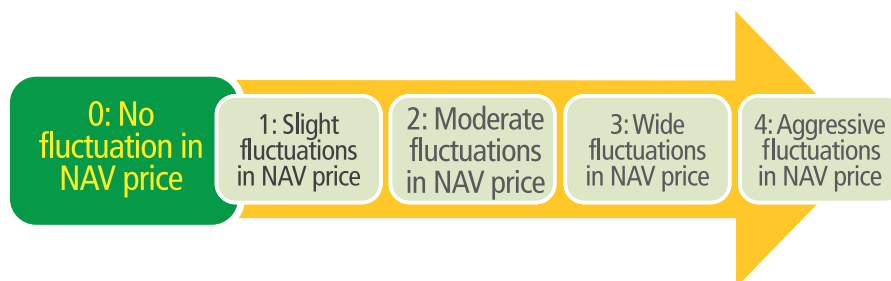 0: No
fluctuation in
NAV price
1: Slight
fluctuations
in NAV price
2: Moderate
fluctuations
in NAV price
3: Wide
fluctuations
in NAV price
4: Aggressive
fluctuations
in NAV price